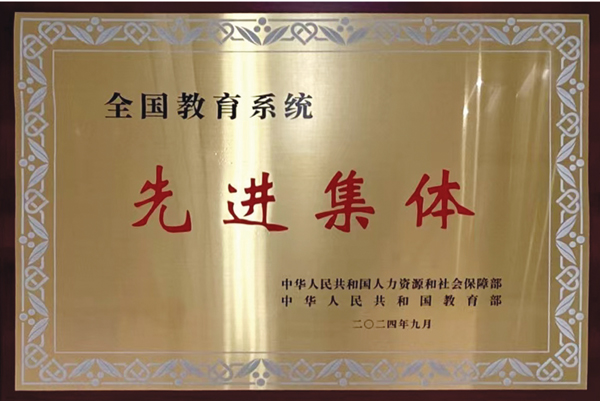 全国教育系统
先进集体
中华人民共和国人力资源和社会保障部
中华人民共和国教育部
二〇二四年九月